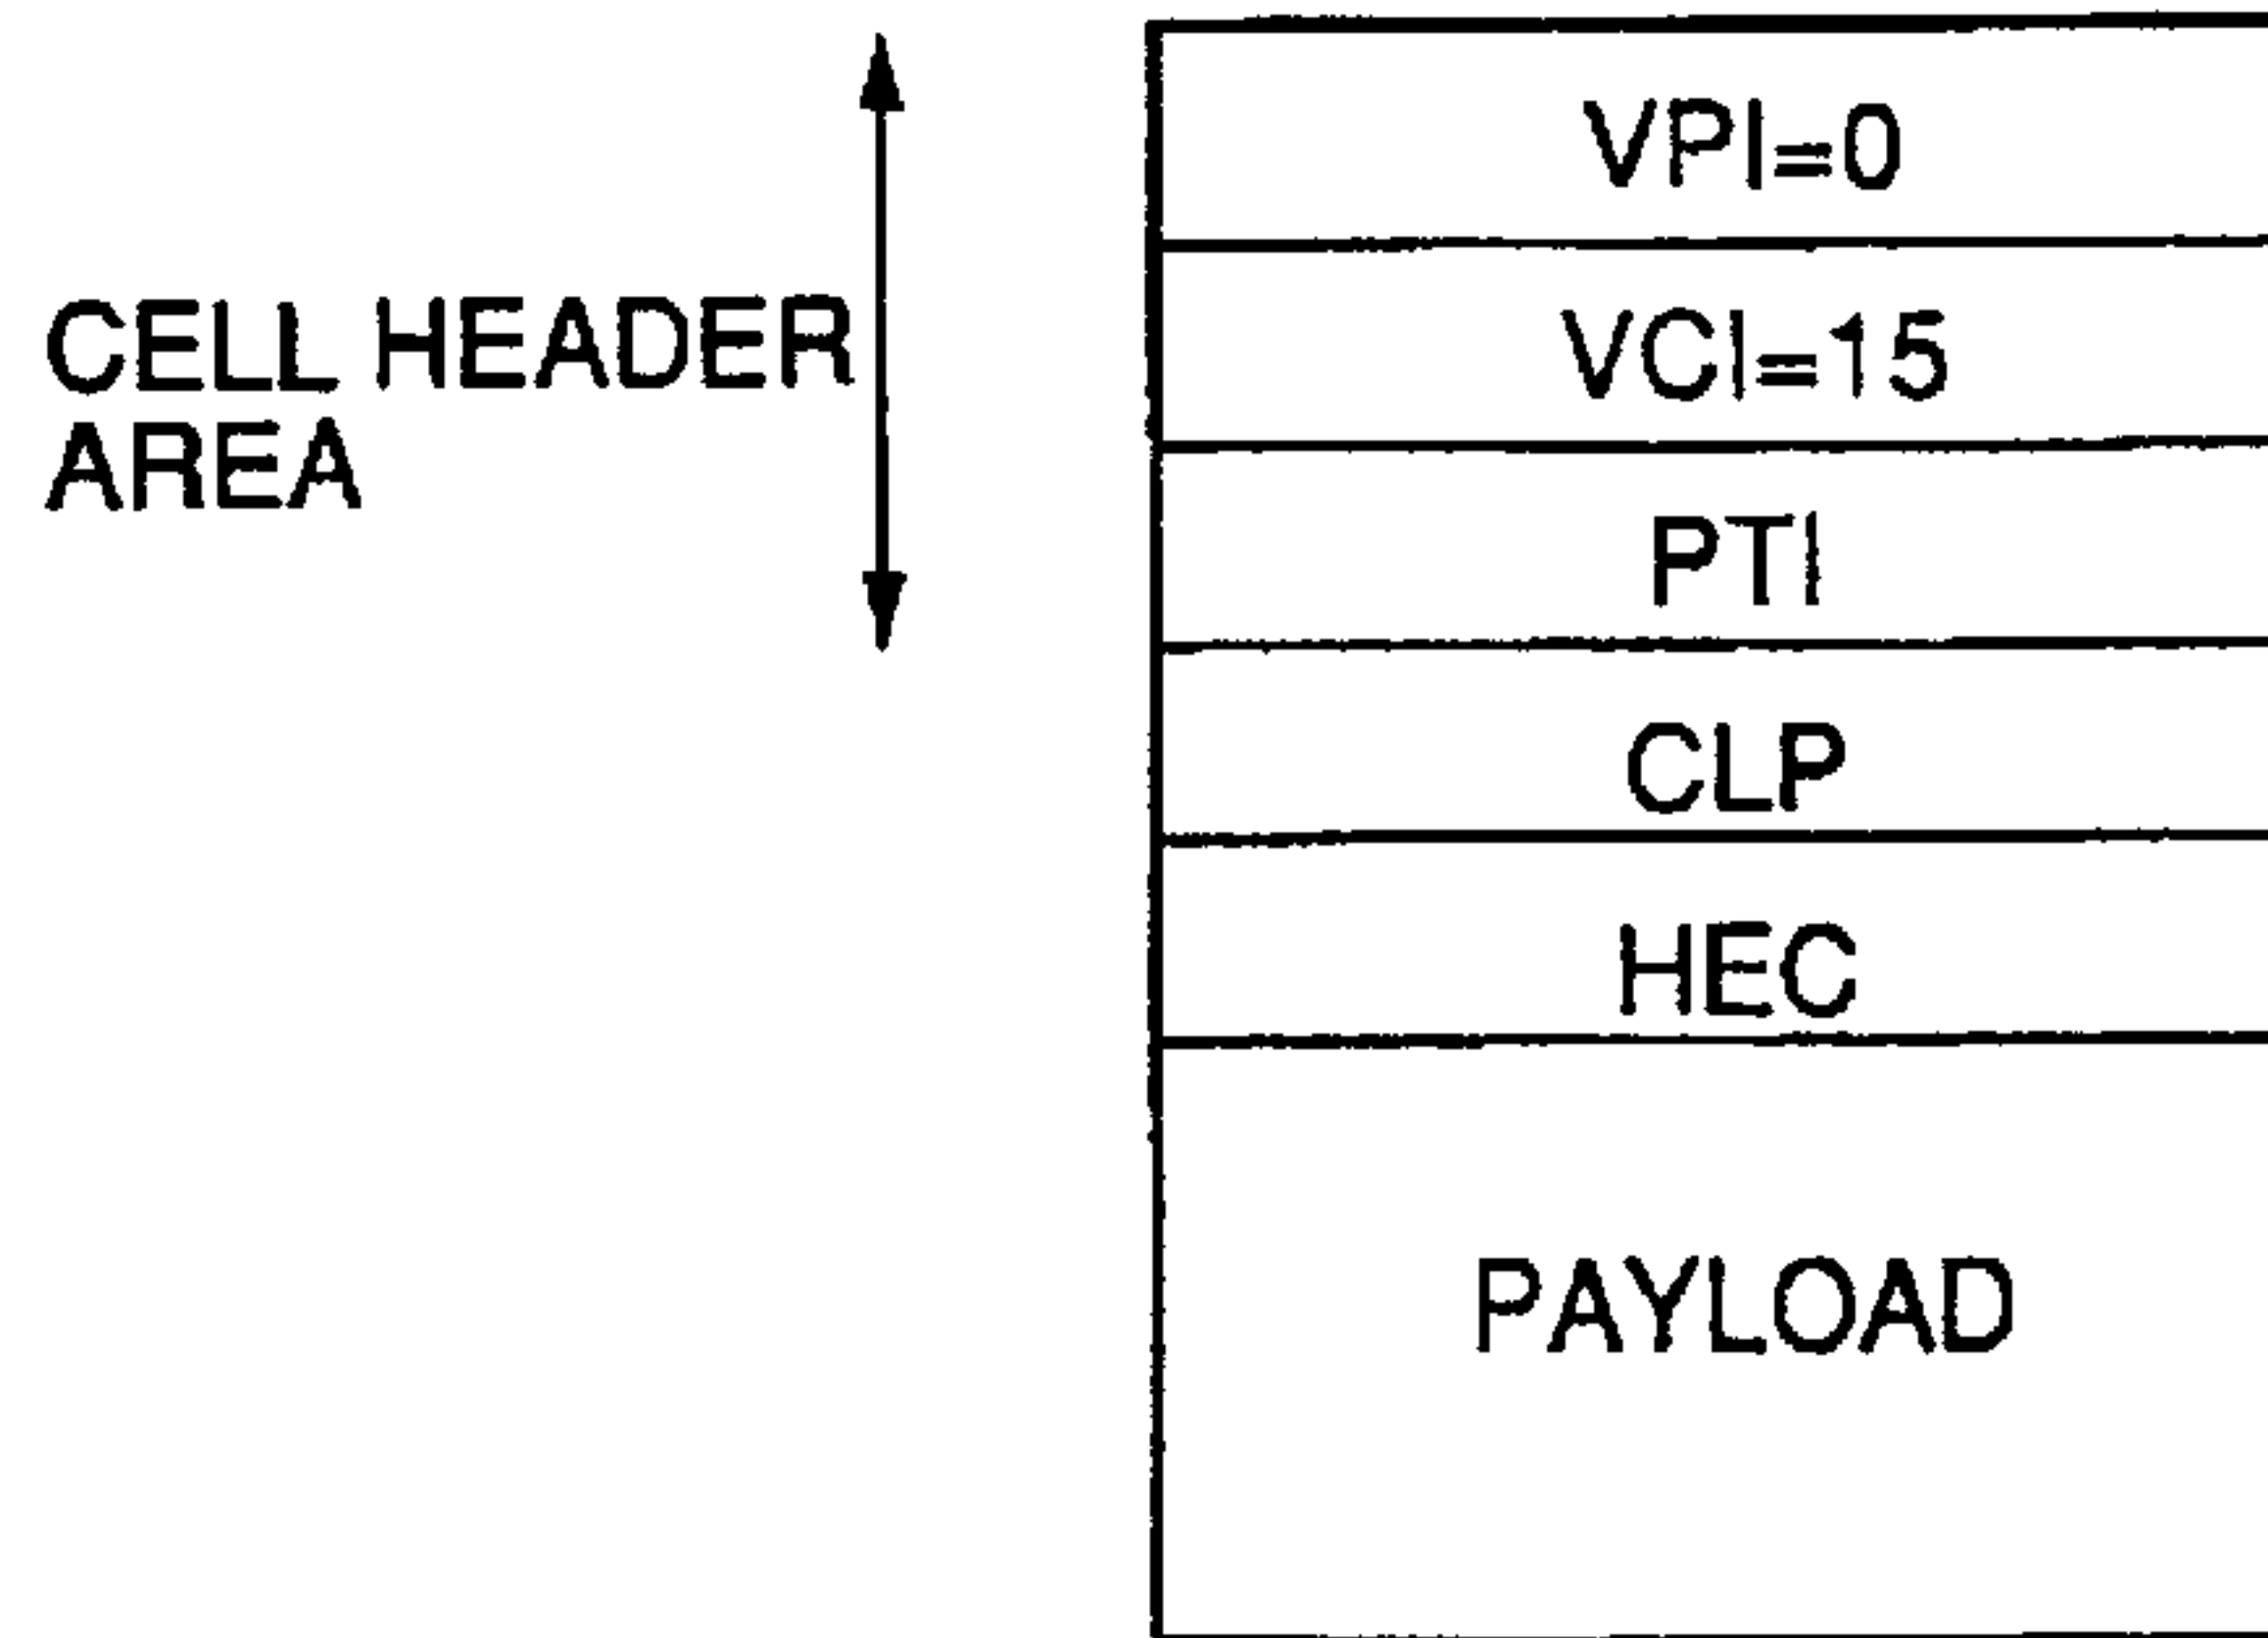 CELL HEADER
AREA
VPI=0
VCI=15
PTI
CLP
HEC
PAYLOAD